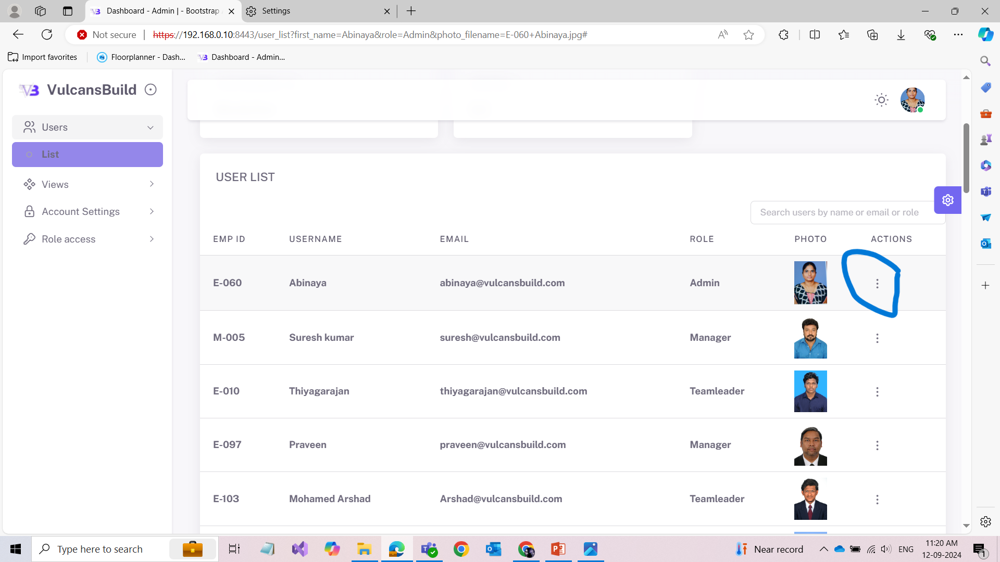 Dashboard - Admin | - Bootstrap
Settings
Not secure
https://192.168.0.10:8443/user_list?first_name=Abinaya&role=Admin&photo_filename=E-060+Abinaya.jpg#
Import favorites
Floorplanner - Dash...
Dashboard - Admin...
VulcansBuild
Users
List
Views
Account Settings
Role access
USER LIST
Search users by name or email or role
EMP ID USERNAME EMAIL ROLE PHOTO ACTIONS
E-060 Abinaya abinaya@vulcansbuild.com Admin
M-005 Suresh kumar suresh@vulcansbuild.com Manager
E-010 Thiyagarajan thiyagarajan@vulcansbuild.com Teamleader
E-097 Praveen praveen@vulcansbuild.com Manager
E-103 Mohamed Arshad Arshad@vulcansbuild.com Teamleader
Type here to search
Near record
ENG
11:20 AM
12-09-2024
1